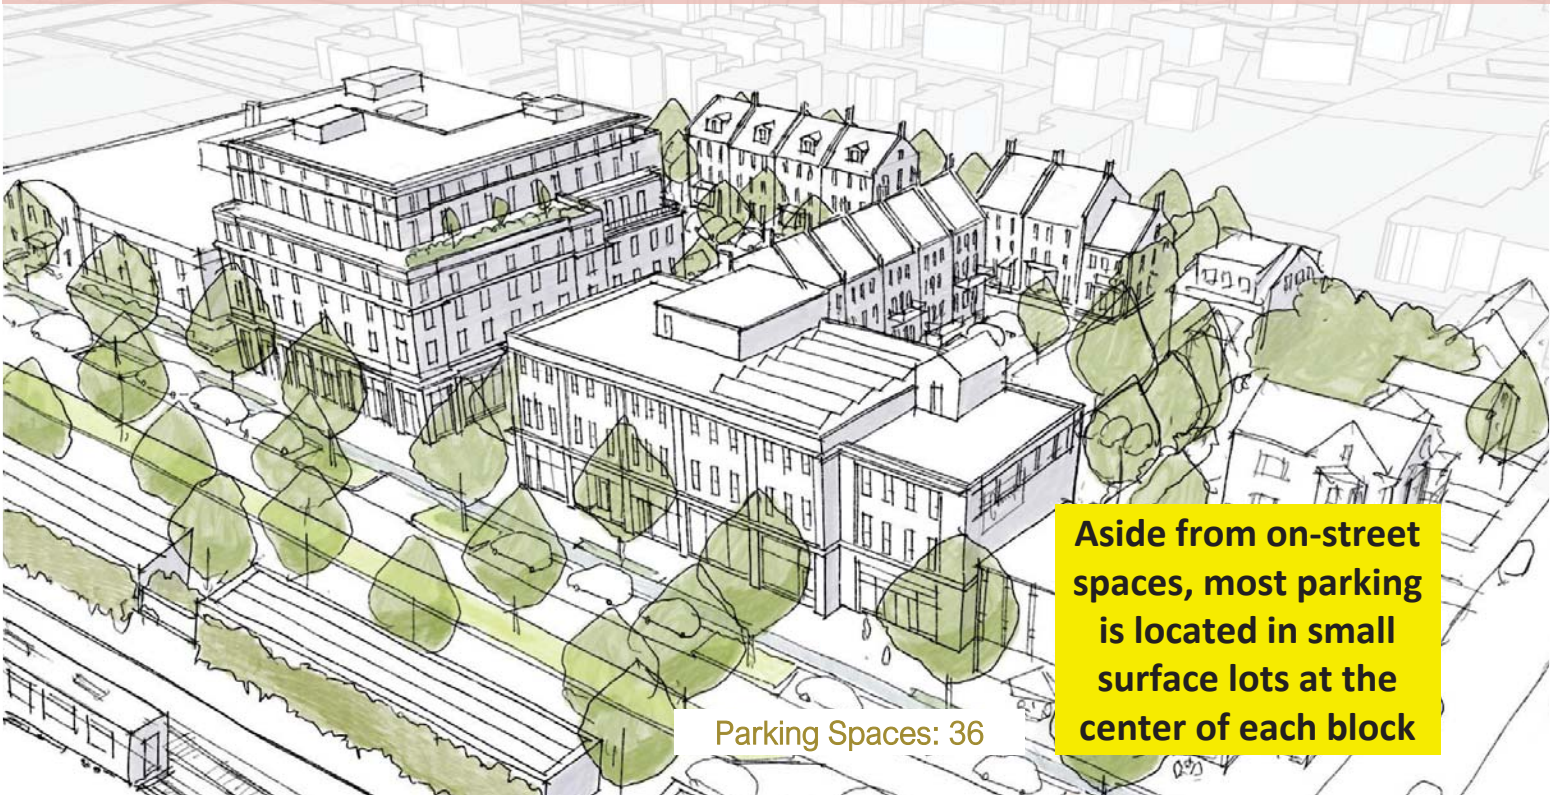 Aside from on-street
spaces, most parking
is located in small
surface lots at the
center of each block
Parking Spaces: 36